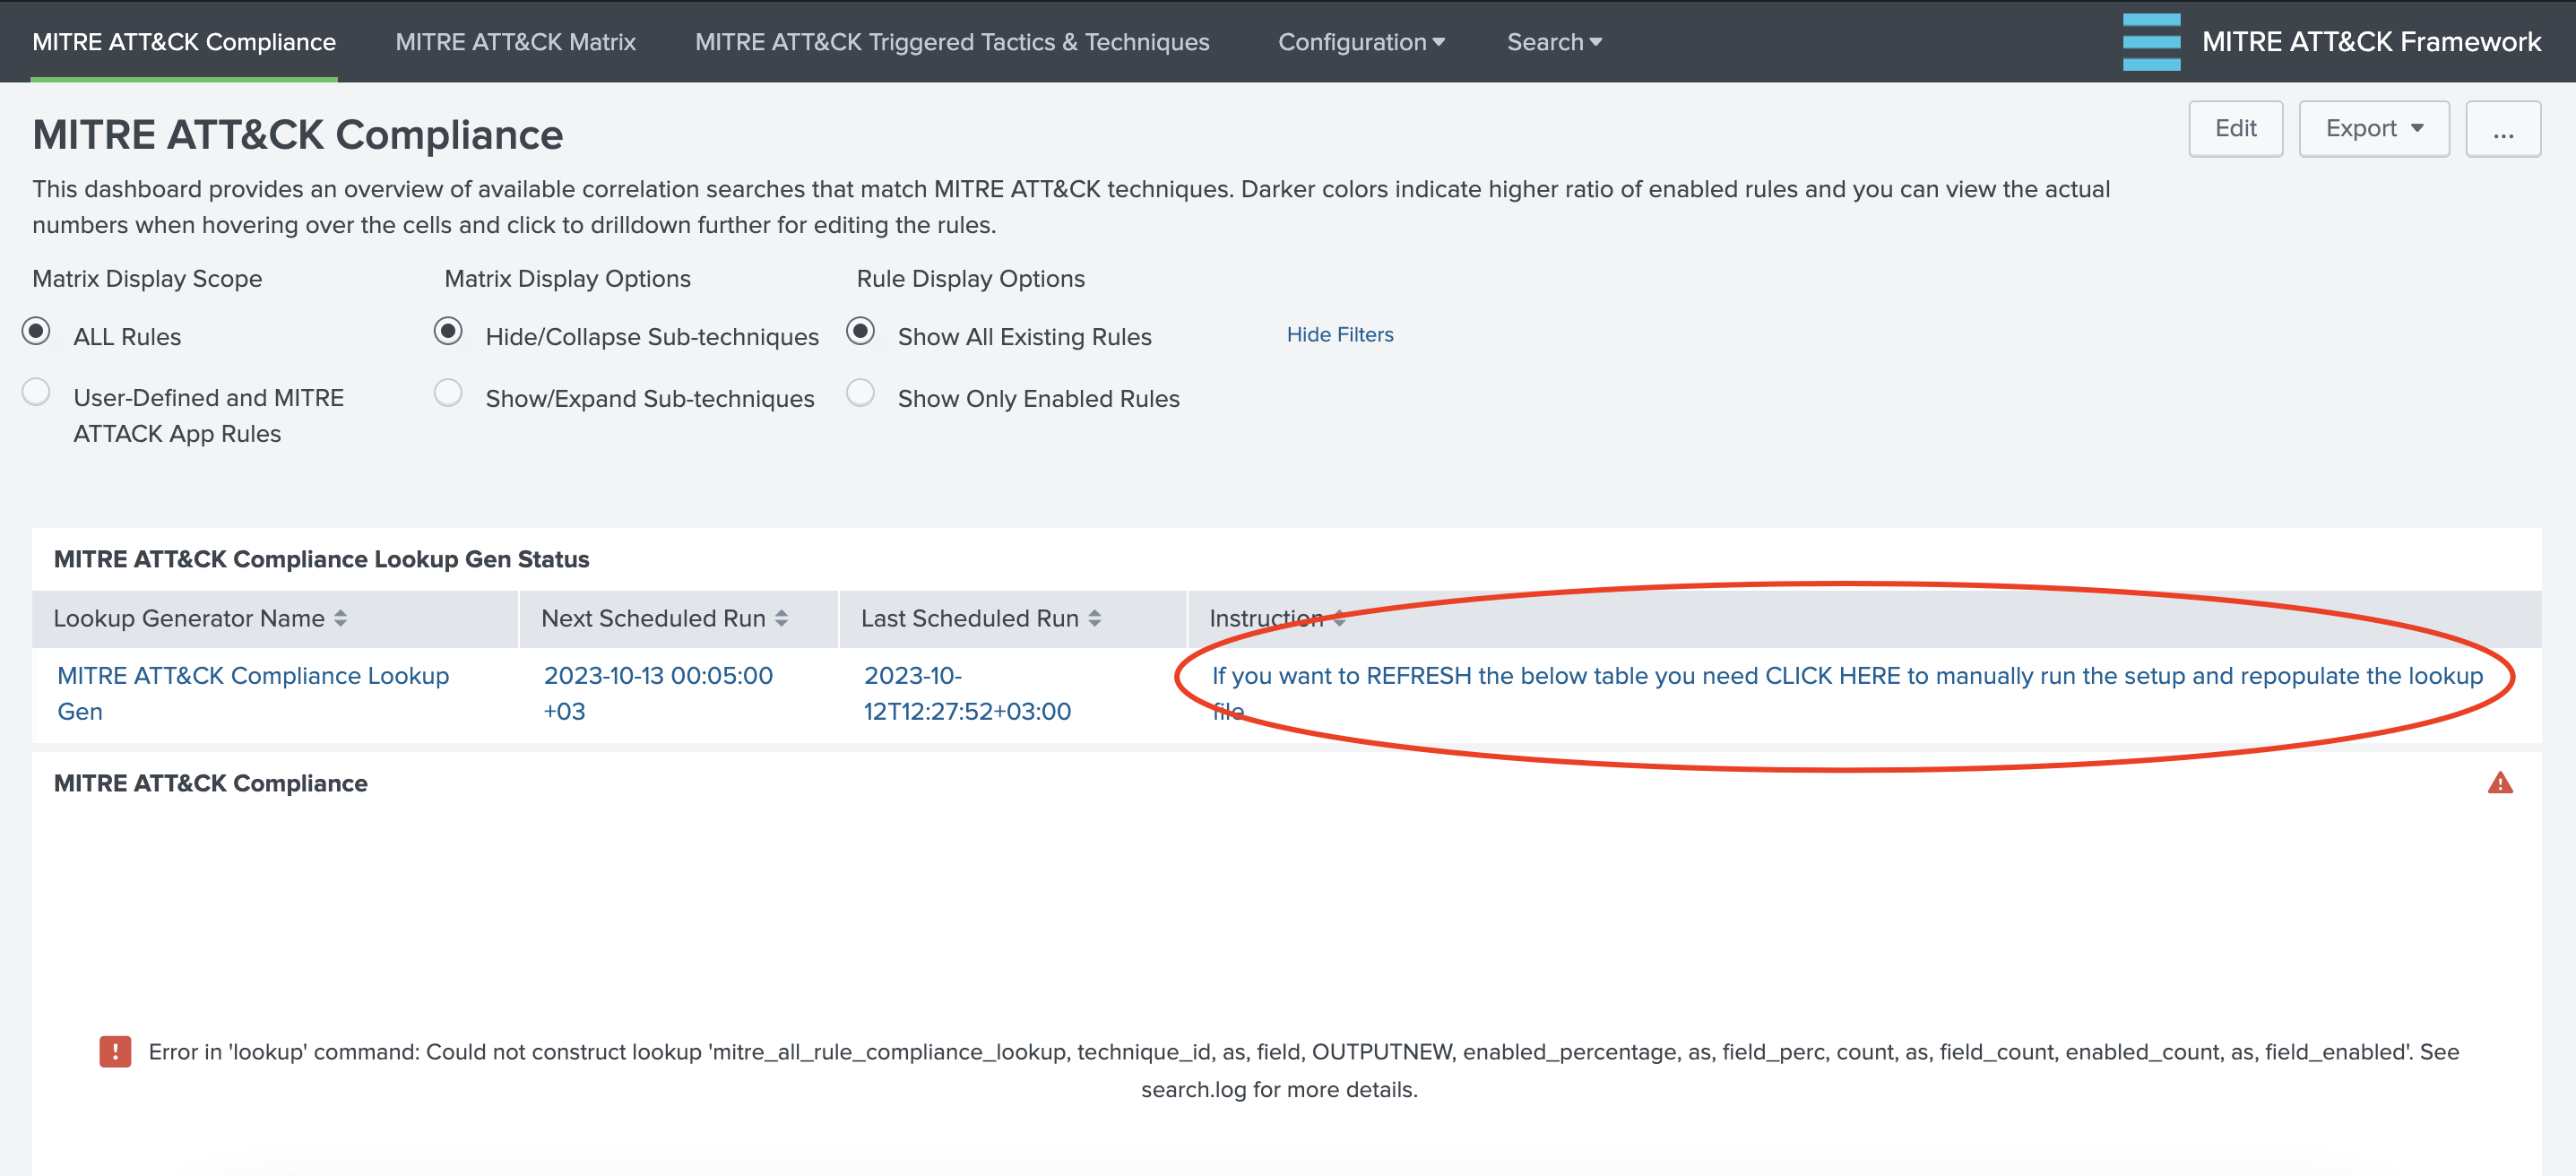 MITRE ATT&CK Compliance
MITRE ATT&CK Matrix
MITRE ATT&CK Triggered Tactics & Techniques
Configuration
Search
MITRE ATT&CK Framework
MITRE ATT&CK Compliance
Edit
Export
...
This dashboard provides an overview of available correlation searches that match MITRE ATT&CK techniques. Darker colors indicate higher ratio of enabled rules and you can view the actual
numbers when hovering over the cells and click to drilldown further for editing the rules.
Matrix Display Scope
ALL Rules
User-Defined and MITRE
ATTACK App Rules
Matrix Display Options
Hide/Collapse Sub-techniques
Show/Expand Sub-techniques
Rule Display Options
Show All Existing Rules
Show Only Enabled Rules
Hide Filters
MITRE ATT&CK Compliance Lookup Gen Status
Lookup Generator Name
Next Scheduled Run
Last Scheduled Run
Instruction
MITRE ATT&CK Compliance Lookup
Gen
2023-10-13 00:05:00
+03
2023-10-
12T12:27:52+03:00
If you want to REFRESH the below table you need CLICK HERE to manually run the setup and repopulate the lookup
file
MITRE ATT&CK Compliance
Error in 'lookup' command: Could not construct lookup 'mitre_all_rule_compliance_lookup, technique_id, as, field, OUTPUTNEW, enabled_percentage, as, field_perc, count, as, field_count, enabled_count, as, field_enabled'. See
search.log for more details.